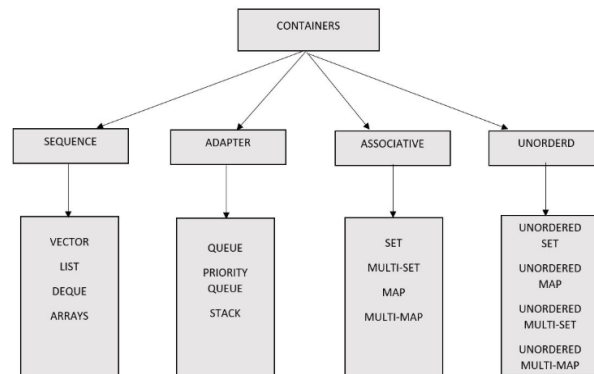 CONTAINERS
SEQUENCE
ADAPTER
ASSOCIATIVE
UNORDERD
VECTOR
LIST
DEQUE
ARRAYS
QUEUE
PRIORITY
QUEUE
STACK
SET
MULTI-SET
MAP
MULTI-MAP
UNORDERED
SET
UNORDERED
MAP
UNORDERED
MULTI-SET
UNORDERED
MULTI-MAP